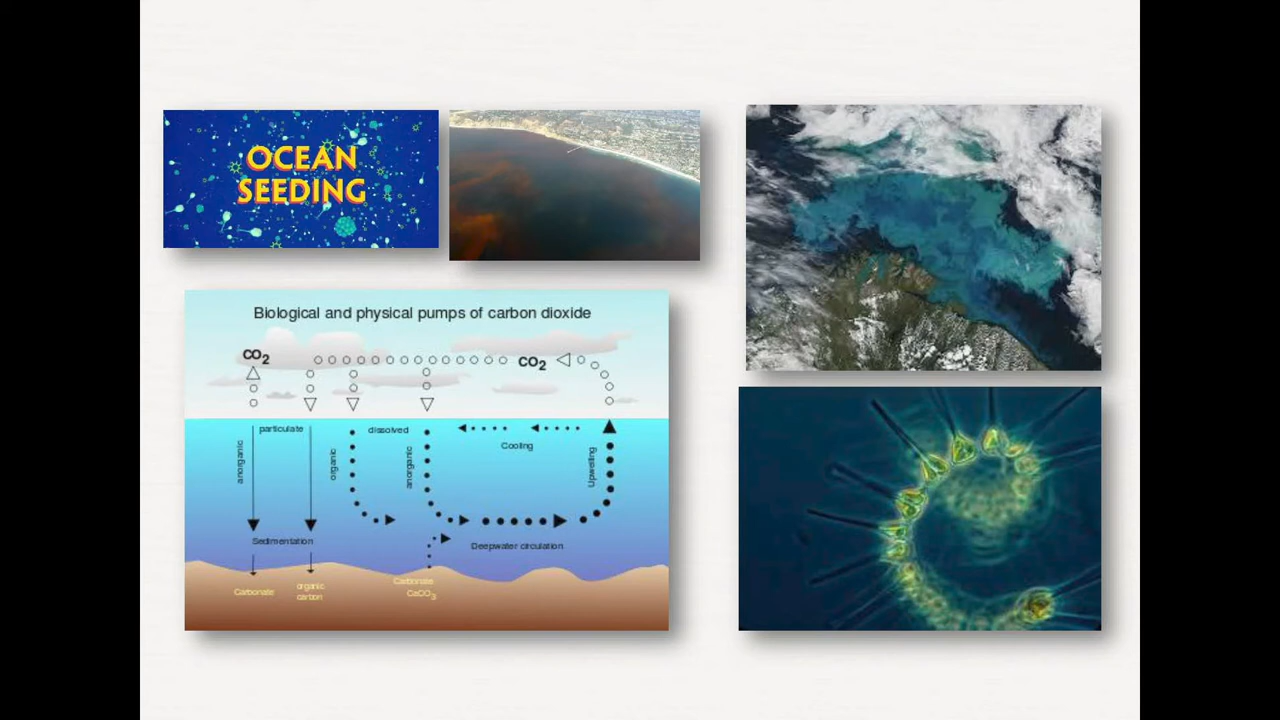 OCEAN
SEEDING
Biological and physical pumps of carbon dioxide
CO2
CO2
particulate
dissolved
Cooling
anorganic
organic
anorganic
Upwelling
Sedimentation
Deepwater circulation
Carbonate
organic
carbon
Carbonate
CaCO3